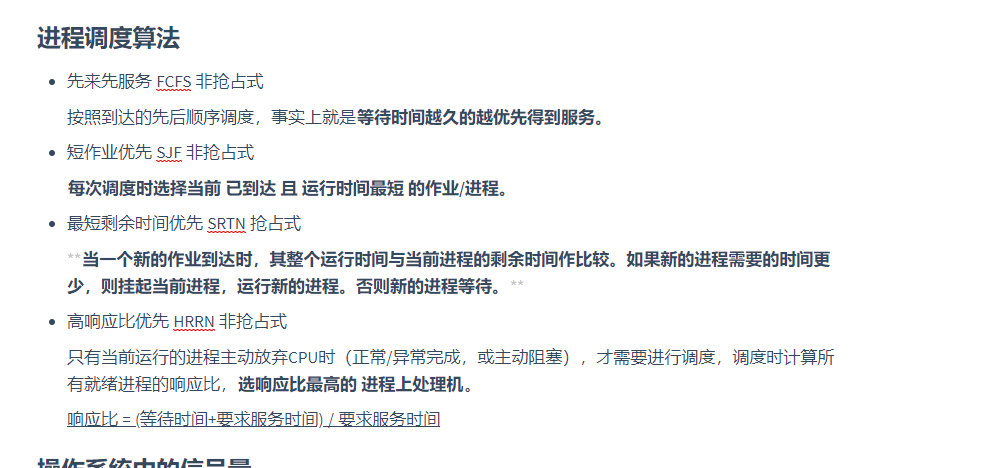 进程调度算法
先来先服务 FCFS 非抢占式
按照到达的先后顺序调度，事实上就是等待时间越久的越优先得到服务。
短作业优先 SJF 非抢占式
每次调度时选择当前 已到达 且 运行时间最短 的作业/进程。
最短剩余时间优先 SRTN 抢占式
**当一个新的作业到达时，其整个运行时间与当前进程的剩余时间作比较。如果新的进程需要的时间更
少，则挂起当前进程，运行新的进程。否则新的进程等待。**
高响应比优先 HRRN 非抢占式
只有当前运行的进程主动放弃CPU时（正常/异常完成，或主动阻塞），才需要进行调度，调度时计算所
有就绪进程的响应比，选响应比最高的 进程上处理机。
响应比 = (等待时间+要求服务时间) / 要求服务时间
操作系统中的信号量